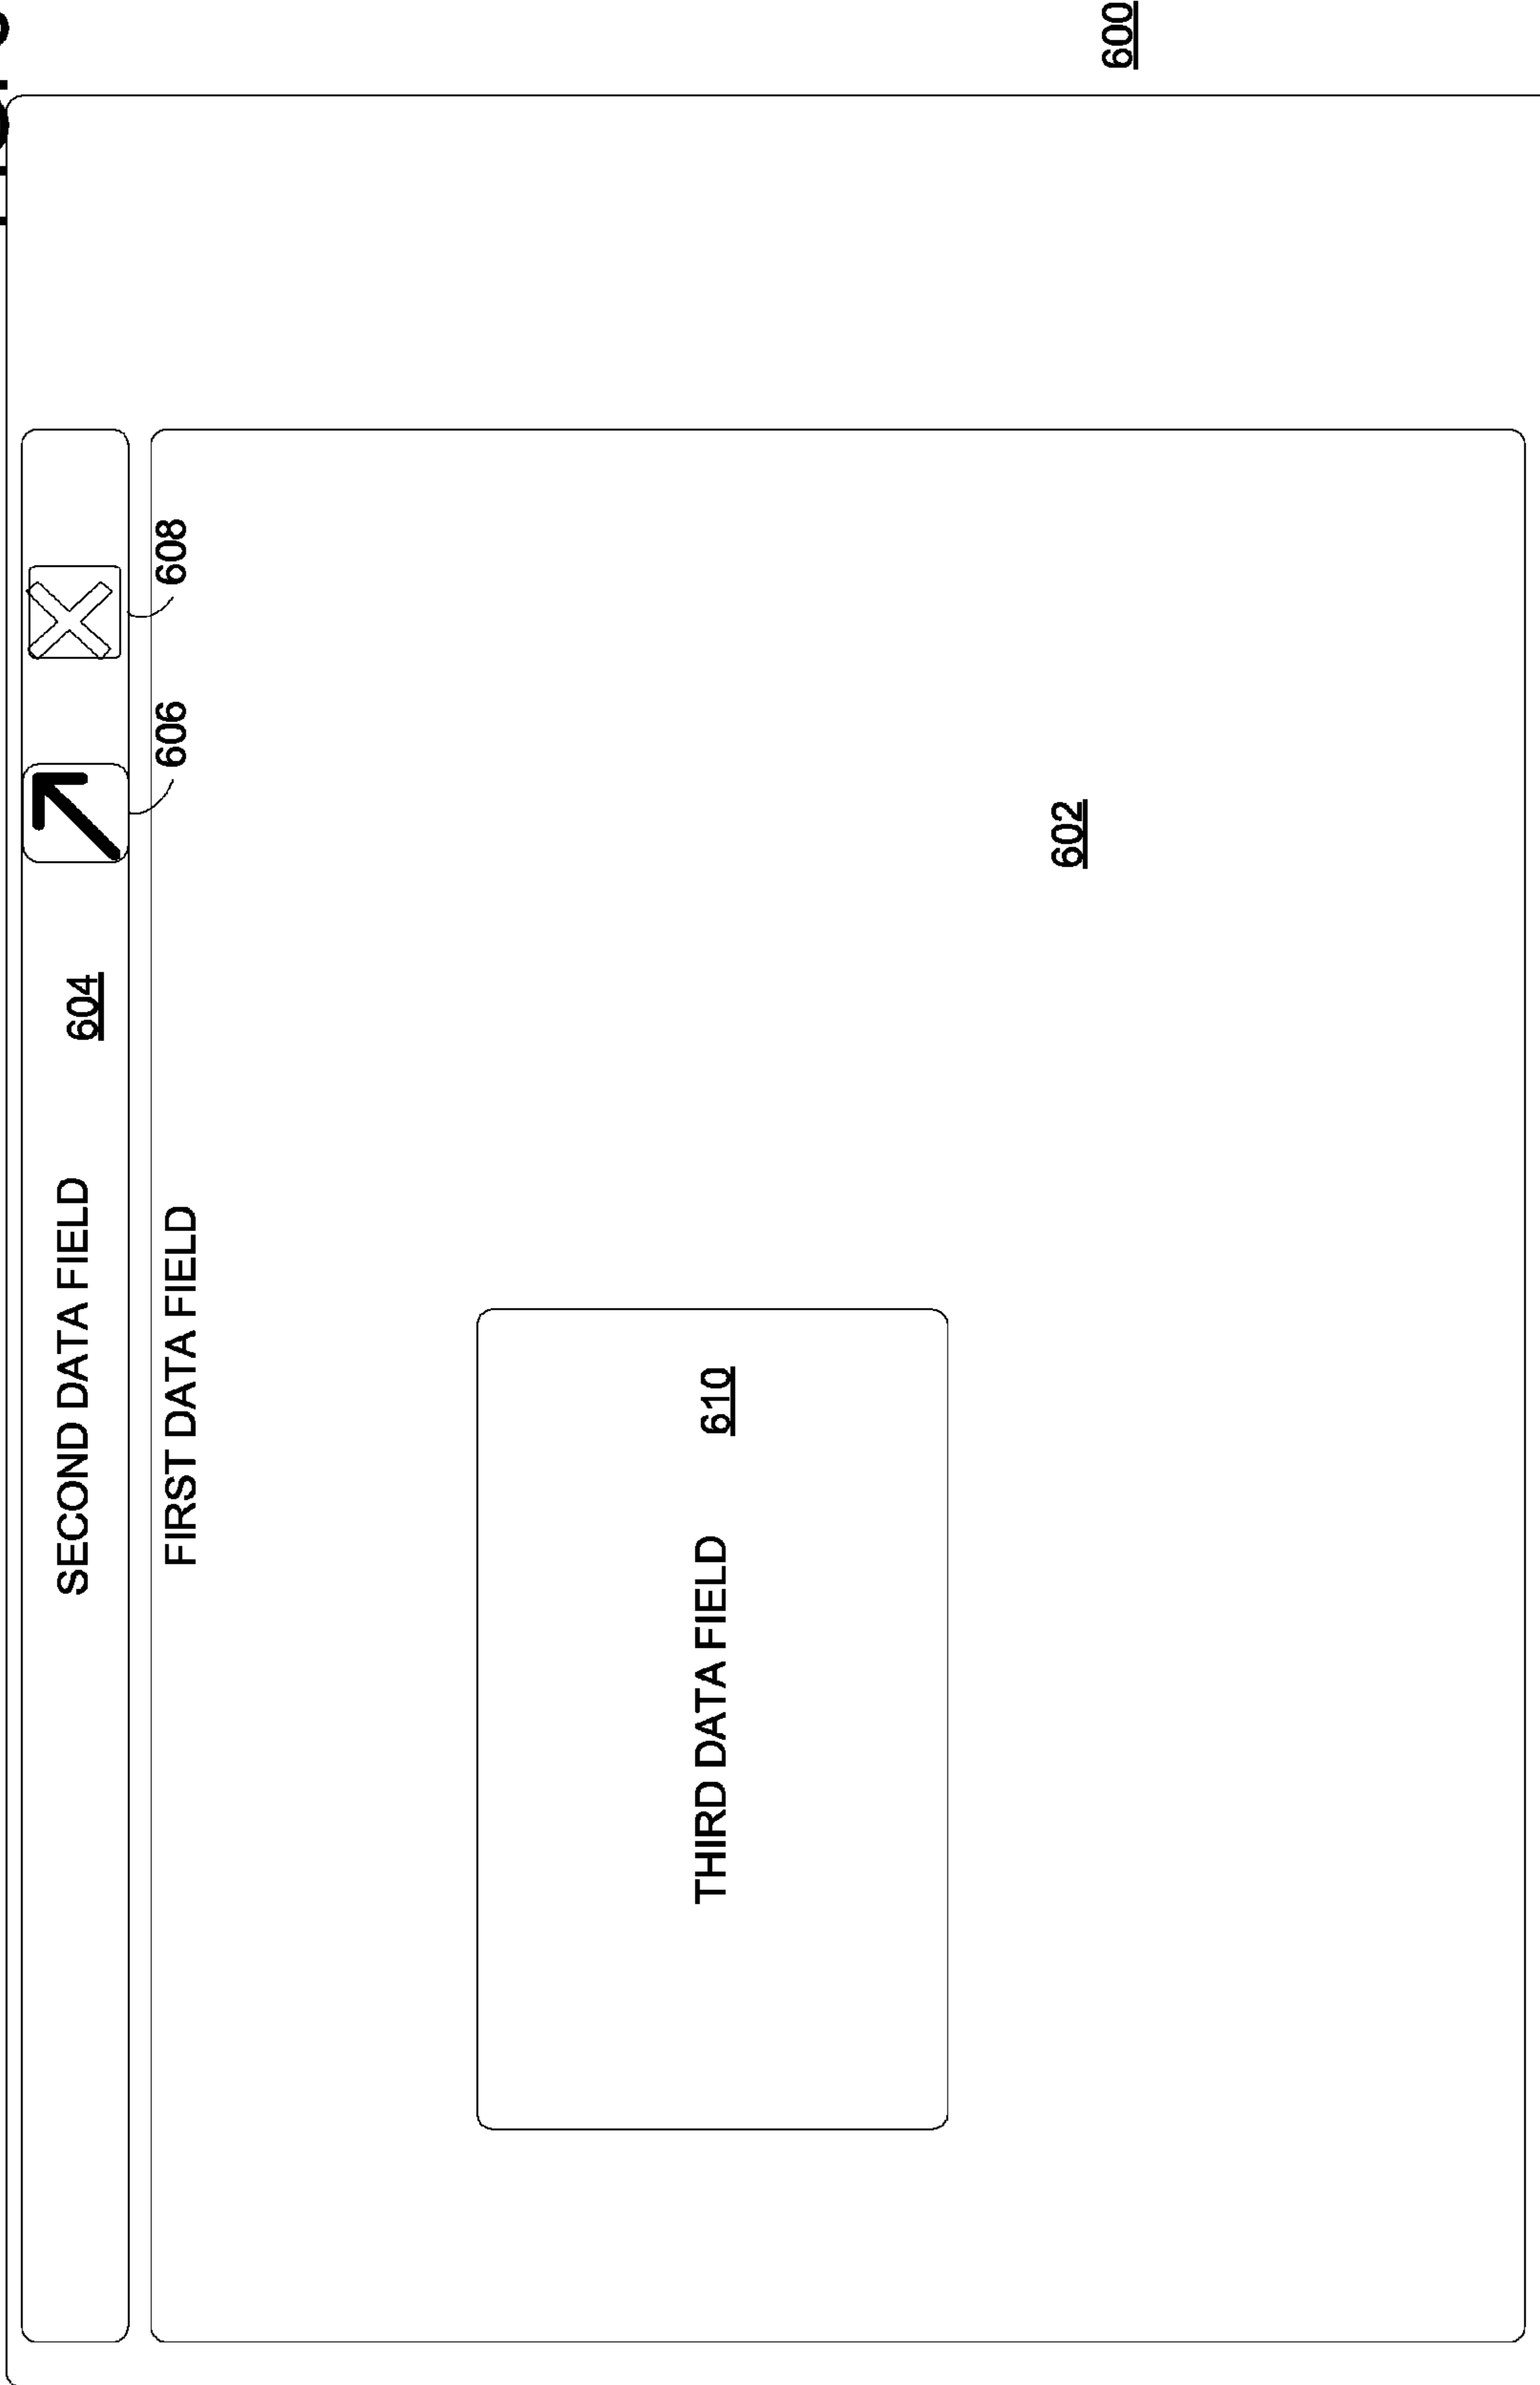 SECOND DATA FIELD 604
606
608
FIRST DATA FIELD
THIRD DATA FIELD 610
602
600